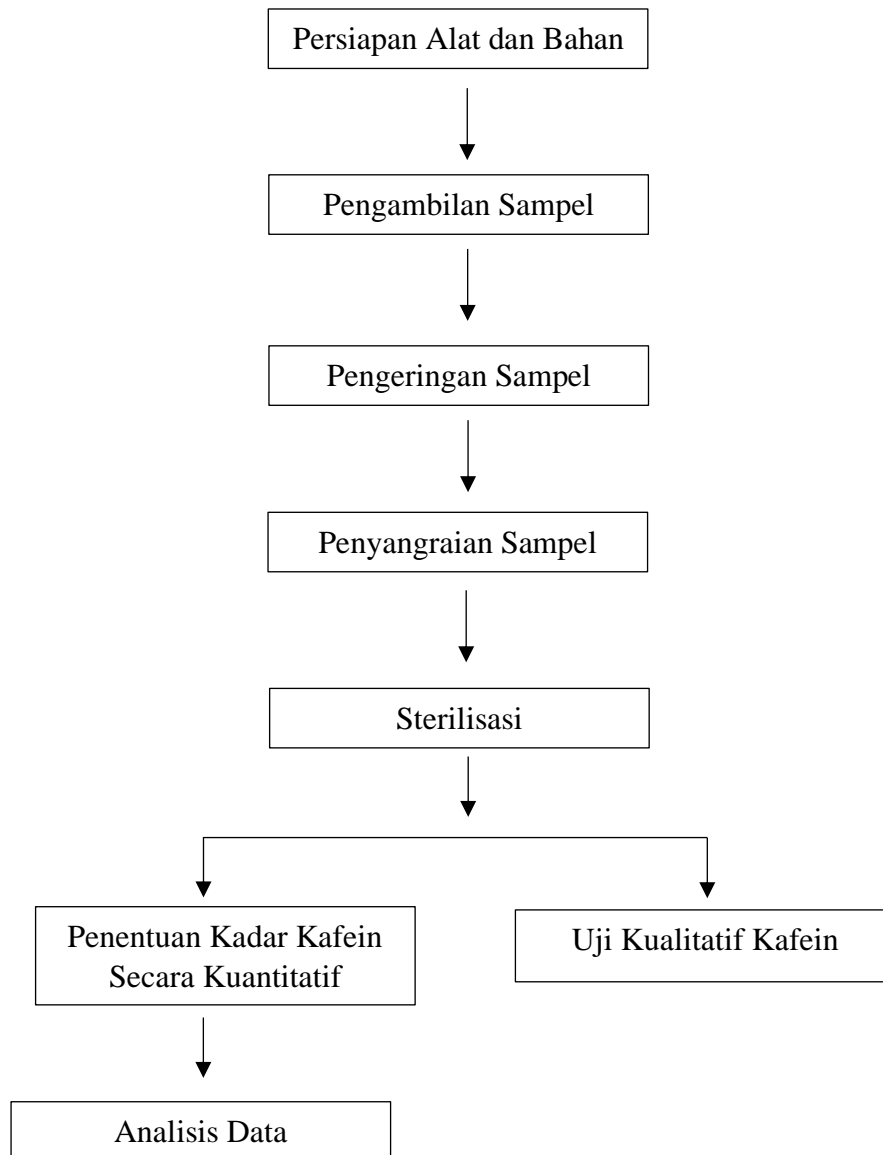 Persiapan Alat dan Bahan
Pengambilan Sampel
Pengeringan Sampel
Penyangraian Sampel
Sterilisasi
Penentuan Kadar Kafein
Secara Kuantitatif
Uji Kualitatif Kafein
Analisis Data